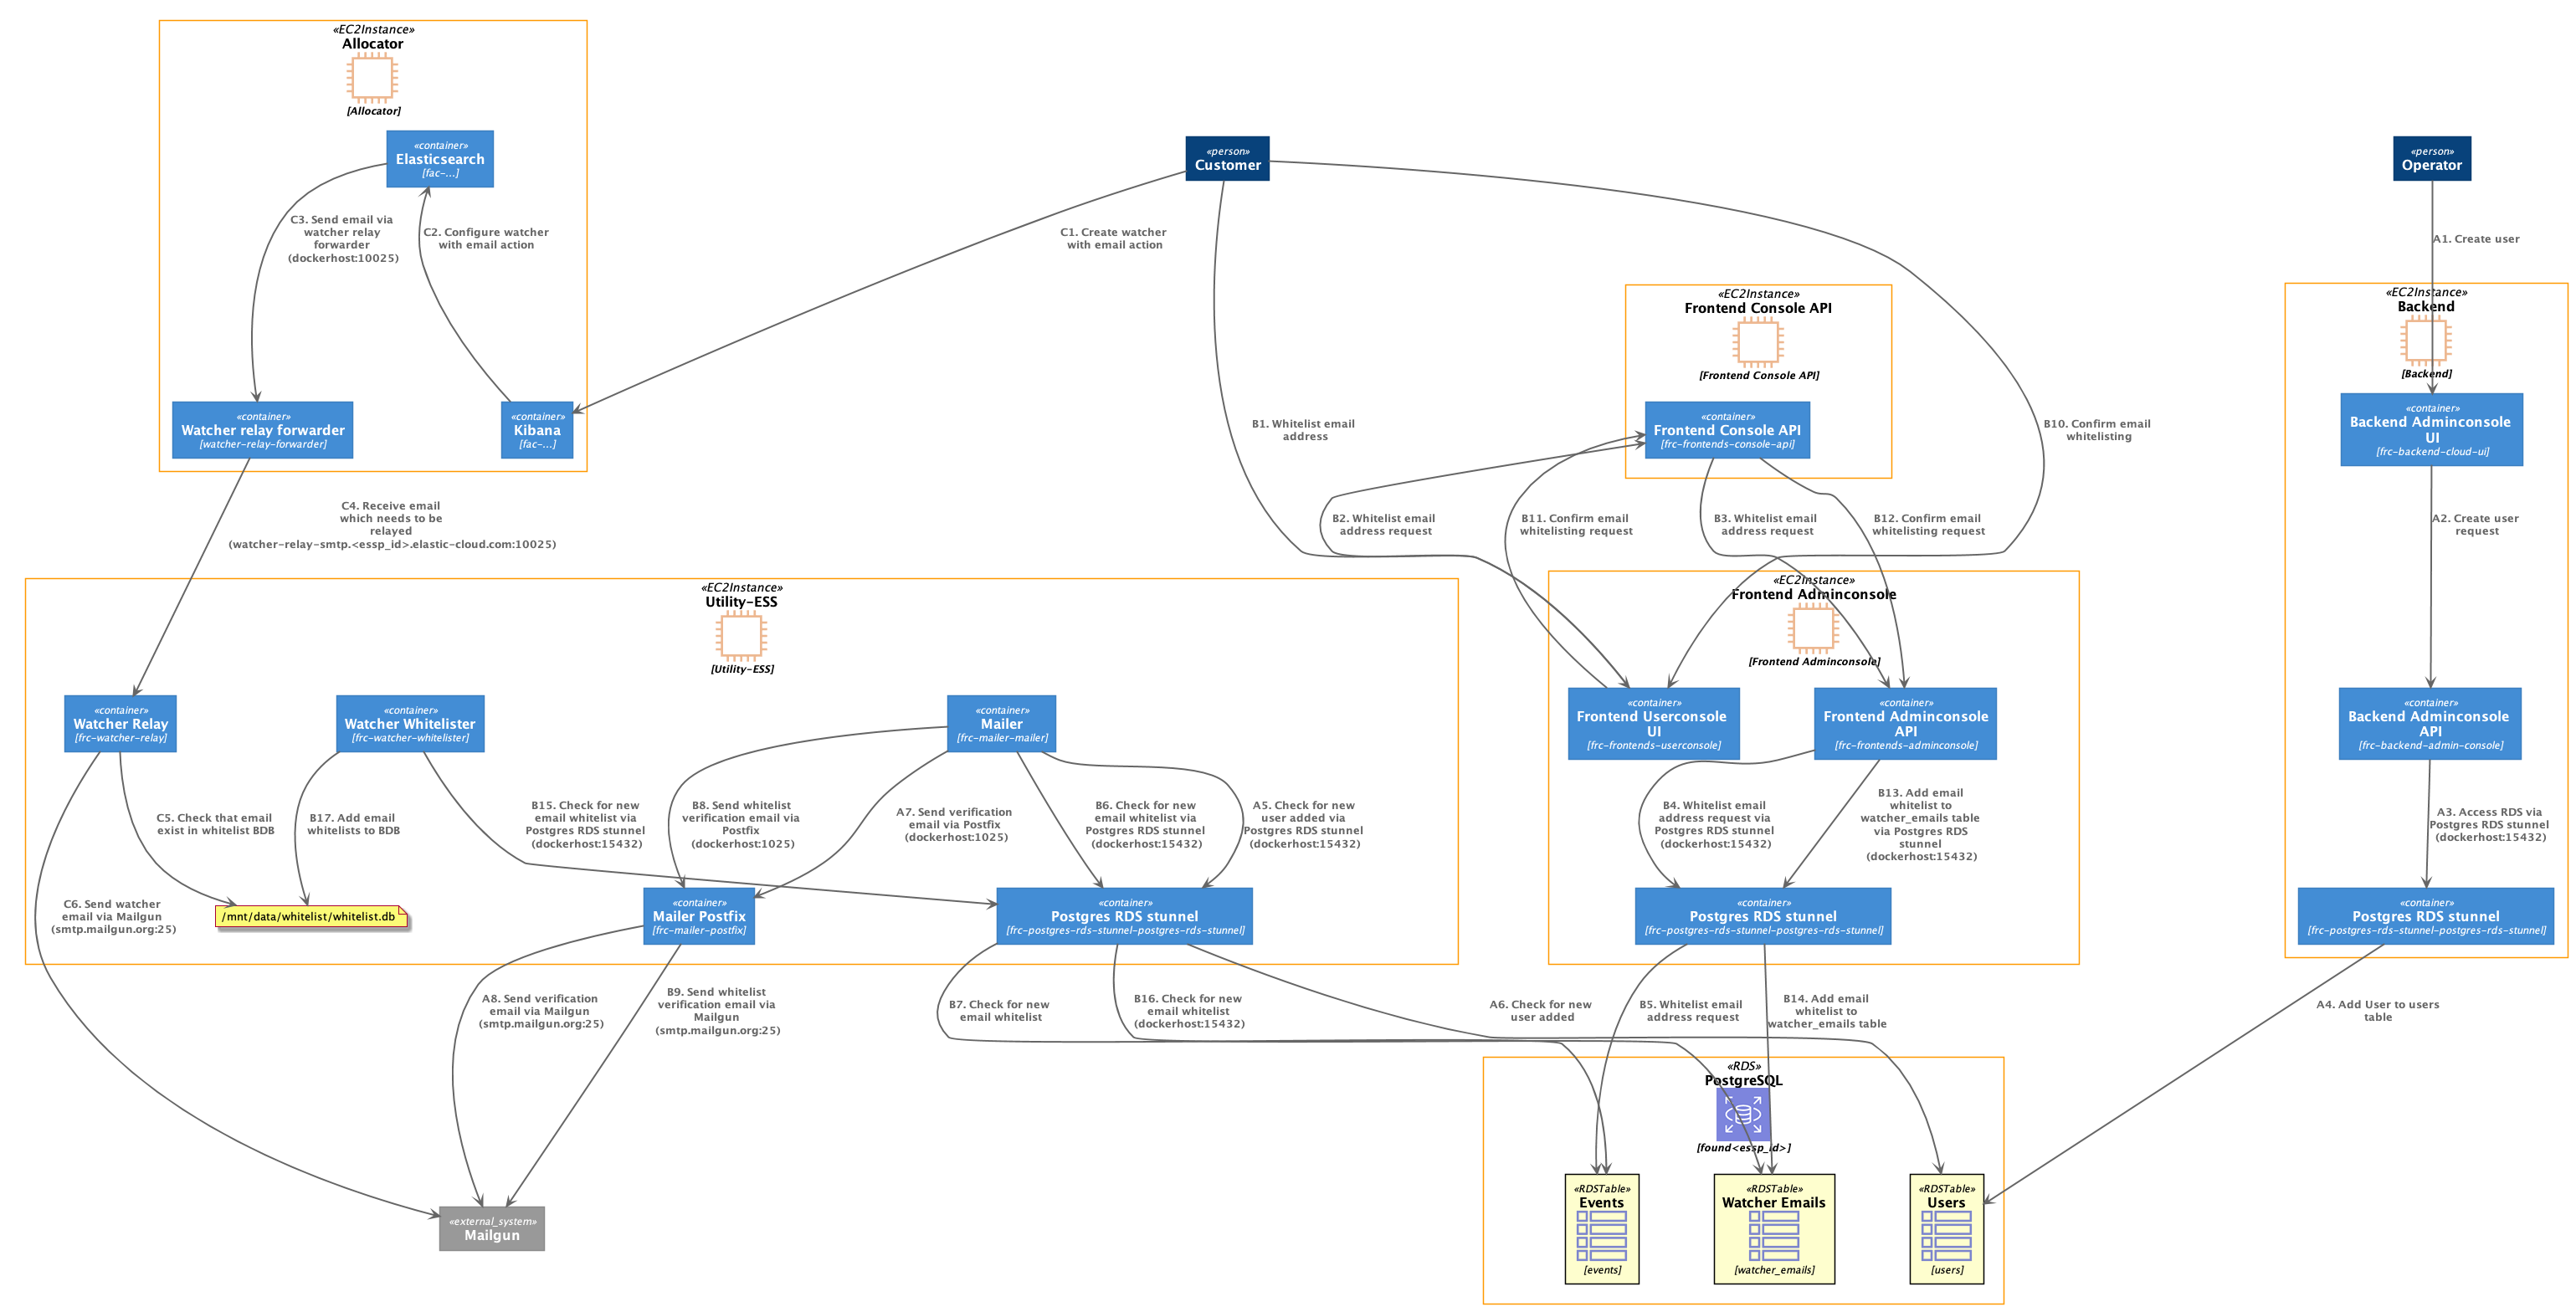 «EC2Instance»
Allocator
[Allocator]
«container»
Elasticsearch
[fac-...]
C3. Send email via
watcher relay
forwarder
(dockerhost:10025)
C2. Configure watcher
with email action
«container»
Watcher relay forwarder
[watcher-relay-forwarder]
«container»
Kibana
[fac-...]
«person»
Customer
C1. Create watcher
with email action
B1. Whitelist email
address
B10. Confirm email
whitelisting
«person»
Operator
A1. Create user
«EC2Instance»
Frontend Console API
[Frontend Console API]
«container»
Frontend Console API
[frc-frontends-console-api]
«EC2Instance»
Backend
[Backend]
«container»
Backend Adminconsole
UI
[frc-backend-cloud-ui]
C4. Receive email
which needs to be
relayed
(watcher-relay-smtp.<essp_id>.elastic-cloud.com:10025)
B2. Whitelist email
address request
B11. Confirm email
whitelisting request
B3. Whitelist email
address request
B12. Confirm email
whitelisting request
A2. Create user
request
«EC2Instance»
Utility-ESS
[Utility-ESS]
«container»
Watcher Relay
[frc-watcher-relay]
«container»
Watcher Whitelister
[frc-watcher-whitelister]
«container»
Mailer
[frc-mailer-mailer]
«EC2Instance»
Frontend Adminconsole
[Frontend Adminconsole]
«container»
Frontend Userconsole
UI
[frc-frontends-userconsole]
«container»
Frontend Adminconsole
API
[frc-frontends-adminconsole]
«container»
Backend Adminconsole
API
[frc-backend-admin-console]
C5. Check that email
exist in whitelist BDB
B17. Add email
whitelists to BDB
B15. Check for new
email whitelist via
Postgres RDS stunnel
(dockerhost:15432)
B8. Send whitelist
verification email via
Postfix
(dockerhost:1025)
A7. Send verification
email via Postfix
(dockerhost:1025)
B6. Check for new
email whitelist via
Postgres RDS stunnel
(dockerhost:15432)
A5. Check for new
user added via
Postgres RDS stunnel
(dockerhost:15432)
B4. Whitelist email
address request via
Postgres RDS stunnel
(dockerhost:15432)
B13. Add email
whitelist to
watcher_emails table
via Postgres RDS
stunnel
(dockerhost:15432)
A3. Access RDS via
Postgres RDS stunnel
(dockerhost:15432)
C6. Send watcher
email via Mailgun
(smtp.mailgun.org:25)
/mnt/data/whitelist/whitelist.db
«container»
Mailer Postfix
[frc-mailer-postfix]
«container»
Postgres RDS stunnel
[frc-postgres-rds-stunnel-postgres-rds-stunnel]
«container»
Postgres RDS stunnel
[frc-postgres-rds-stunnel-postgres-rds-stunnel]
«container»
Postgres RDS stunnel
[frc-postgres-rds-stunnel-postgres-rds-stunnel]
A8. Send verification
email via Mailgun
(smtp.mailgun.org:25)
B9. Send whitelist
verification email via
Mailgun
(smtp.mailgun.org:25)
B7. Check for new
email whitelist
B16. Check for new
email whitelist
(dockerhost:15432)
A6. Check for new
user added
B5. Whitelist email
address request
B14. Add email
whitelist to
watcher_emails table
A4. Add User to users
table
«RDS»
PostgreSQL
[found<essp_id>]
«external_system»
Mailgun
«RDSTable»
Events
[events]
«RDSTable»
Watcher Emails
[watcher_emails]
«RDSTable»
Users
[users]